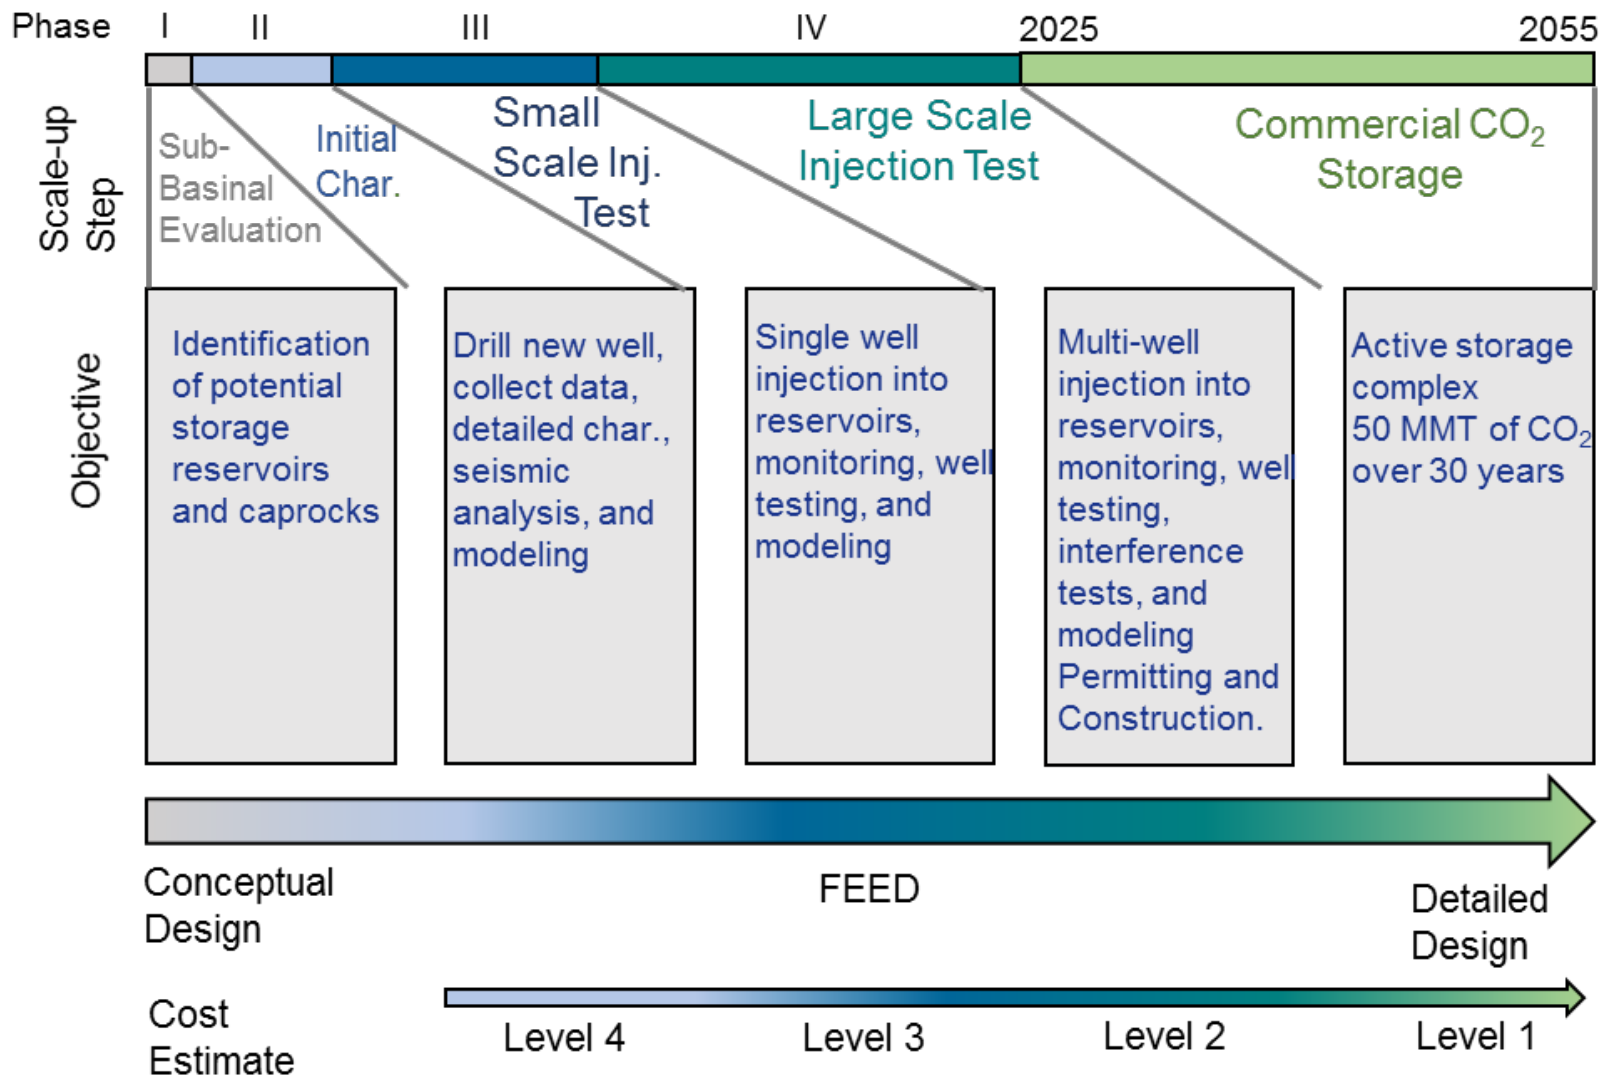 Phase I II III IV 2025 2055
Scale-up
Step
Sub-
Basinal
Evaluation
Initial
Char.
Small
Scale Inj.
Test
Large Scale
Injection Test
Commercial CO₂
Storage
Objective
Identification
of potential
storage
reservoirs
and caprocks
Drill new well,
collect data,
detailed char.,
seismic
analysis, and
modeling
Single well
injection into
reservoirs,
monitoring, well
testing, and
modeling
Multi-well
injection into
reservoirs,
monitoring, well
testing,
interference
tests, and
modeling
Permitting and
Construction.
Active storage
complex
50 MMT of CO₂
over 30 years
Conceptual
Design
FEED
Detailed
Design
Cost
Estimate
Level 4
Level 3
Level 2
Level 1